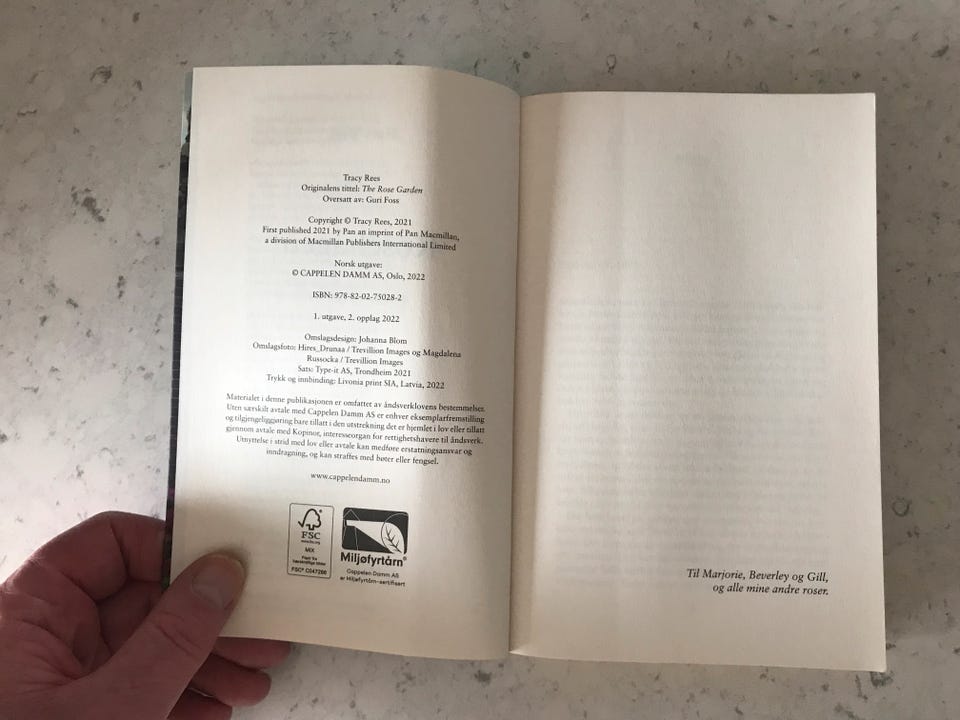 Tracy Rees
Originalens tittel: The Rose Garden
Oversatt av: Guri Foss
Copyright © Tracy Rees, 2021
First published 2021 by Pan an imprint of Pan Macmillan,
a division of Macmillan Publishers International Limited
Norsk utgave:
© CAPPELEN DAMM AS, Oslo, 2022
ISBN: 978-82-02-75028-2
1. utgave, 2. opplag 2022
Omslagsdesign: Johanna Blom
Omslagsfoto: Hires_Drunaa / Trevillion Images og Magdalena
Russocka / Trevillion Images
Sats: Type-it AS, Trondheim 2021
Trykk og innbinding: Livonia print SIA, Latvia, 2022
Materialet i denne publikasjonen er omfattet av åndsverklovens bestemmelser.
Uten særskilt avtale med Cappelen Damm AS er enhver eksemplarfremstilling
og tilgjengeliggjøring bare tillatt i den utstrekning det er hjemlet i lov eller tillatt
gjennom avtale med Kopinor, interesseorgan for rettighetshavere til åndsverk.
Utnyttelse i strid med lov eller avtale kan medføre erstatningsansvar og
inndragning, og kan straffes med bøter eller fengsel.
www.cappelendamm.no
FSC
www.fsc.org
MIX
FSC® C047286
Miljøfyrtårn®
Cappelen Damm AS
er Miljøfyrtårn-sertifisert
Til Marjorie, Beverley og Gill,
og alle mine andre roser.